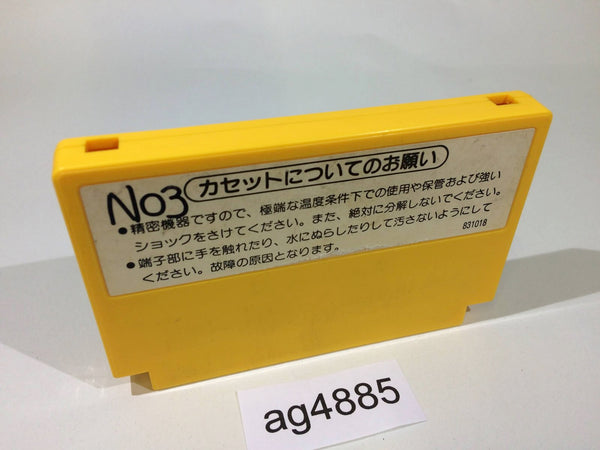 No3
カセットについてのお願い
●精密機器ですので、極端な温度条件下での使用や保管および強い
ショックをさけてください。また、絶対に分解しないでください。
●端子部に手を触れたり、水にぬらしたりして汚さないようにして
ください。故障の原因となります。
831018
ag4885